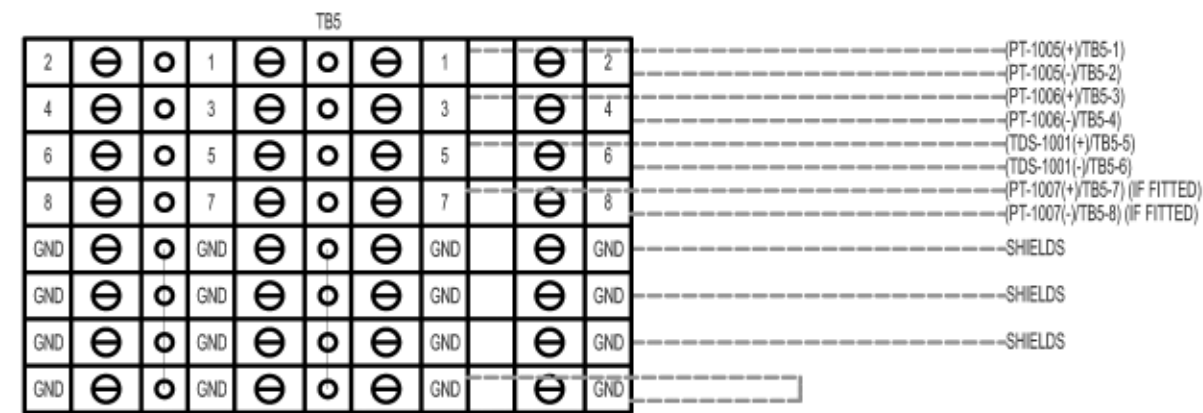 TB5
2 1 1 2
(PT-1005(+)/TB5-1)
(PT-1005(-)/TB5-2)
4 3 3 4
(PT-1006(+)/TB5-3)
(PT-1006(-)/TB5-4)
6 5 5 6
(TDS-1001(+)/TB5-5)
(TDS-1001(-)/TB5-6)
8 7 7 8
(PT-1007(+)/TB5-7) (IF FITTED)
(PT-1007(-)/TB5-8) (IF FITTED)
GND GND GND GND SHIELDS
GND GND GND GND SHIELDS
GND GND GND GND SHIELDS
GND GND GND GND